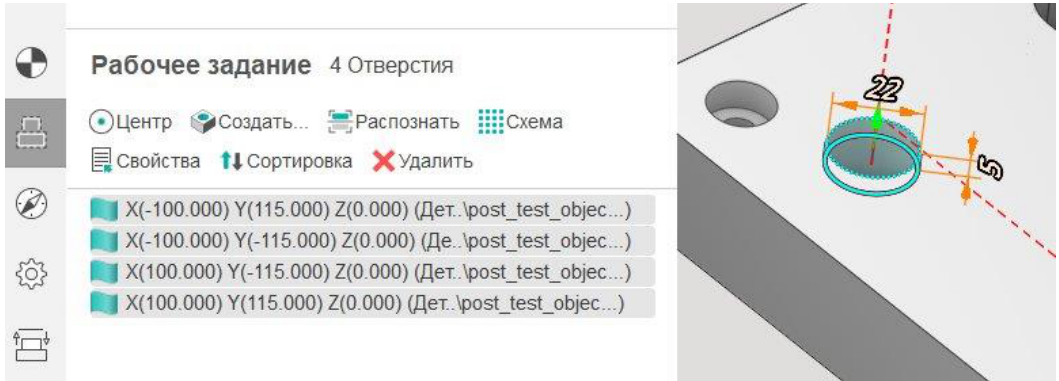 Рабочее задание 4 Отверстия
Центр Создать... Распознать Схема
Свойства Сортировка Удалить
X(-100.000) Y(115.000) Z(0.000) (Дет..\post_test_objec...)
X(-100.000) Y(-115.000) Z(0.000) (Де..\post_test_objec...)
X(100.000) Y(-115.000) Z(0.000) (Дет..\post_test_objec...)
X(100.000) Y(115.000) Z(0.000) (Дет..\post_test_objec...)
22
5